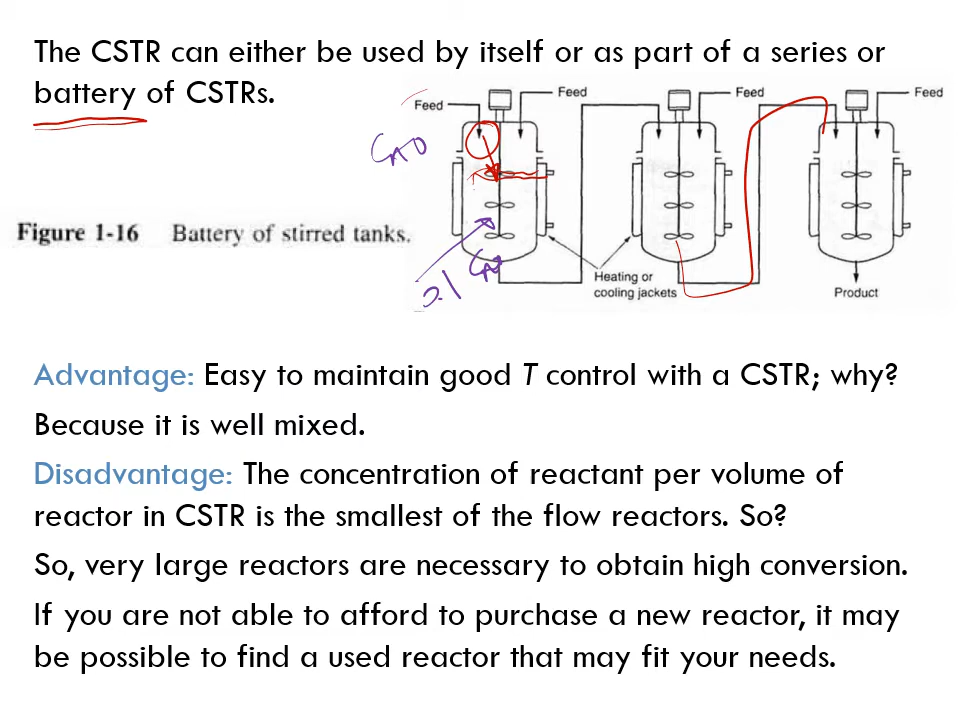 The CSTR can either be used by itself or as part of a series or
battery of CSTRs.
Feed
Feed
Feed
Feed
C_A0
Figure 1-16 Battery of stirred tanks.
Heating or
cooling jackets
Product
Advantage: Easy to maintain good T control with a CSTR; why?
Because it is well mixed.
Disadvantage: The concentration of reactant per volume of
reactor in CSTR is the smallest of the flow reactors. So?
So, very large reactors are necessary to obtain high conversion.
If you are not able to afford to purchase a new reactor, it may
be possible to find a used reactor that may fit your needs.